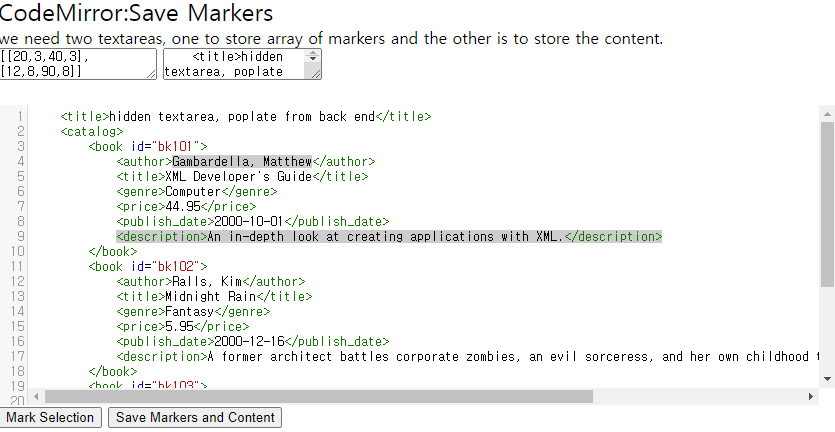 CodeMirror:Save Markers
we need two textareas, one to store array of markers and the other is to store the content.
[[20,3,40,3],
[12,8,90,8]]
<title>hidden
textarea, poplate
1 <title>hidden textarea, poplate from back end</title>
2 <catalog>
3 <book id="bk101">
4 <author>Gambardella, Matthew</author>
5 <title>XML Developer's Guide</title>
6 <genre>Computer</genre>
7 <price>44.95</price>
8 <publish_date>2000-10-01</publish_date>
9 <description>An in-depth look at creating applications with XML.</description>
10 </book>
11 <book id="bk102">
12 <author>Ralls, Kim</author>
13 <title>Midnight Rain</title>
14 <genre>Fantasy</genre>
15 <price>5.95</price>
16 <publish_date>2000-12-16</publish_date>
17 <description>A former architect battles corporate zombies, an evil sorceress, and her own childhood t
18 </book>
19 <book id="bk103">
20
Mark Selection
Save Markers and Content